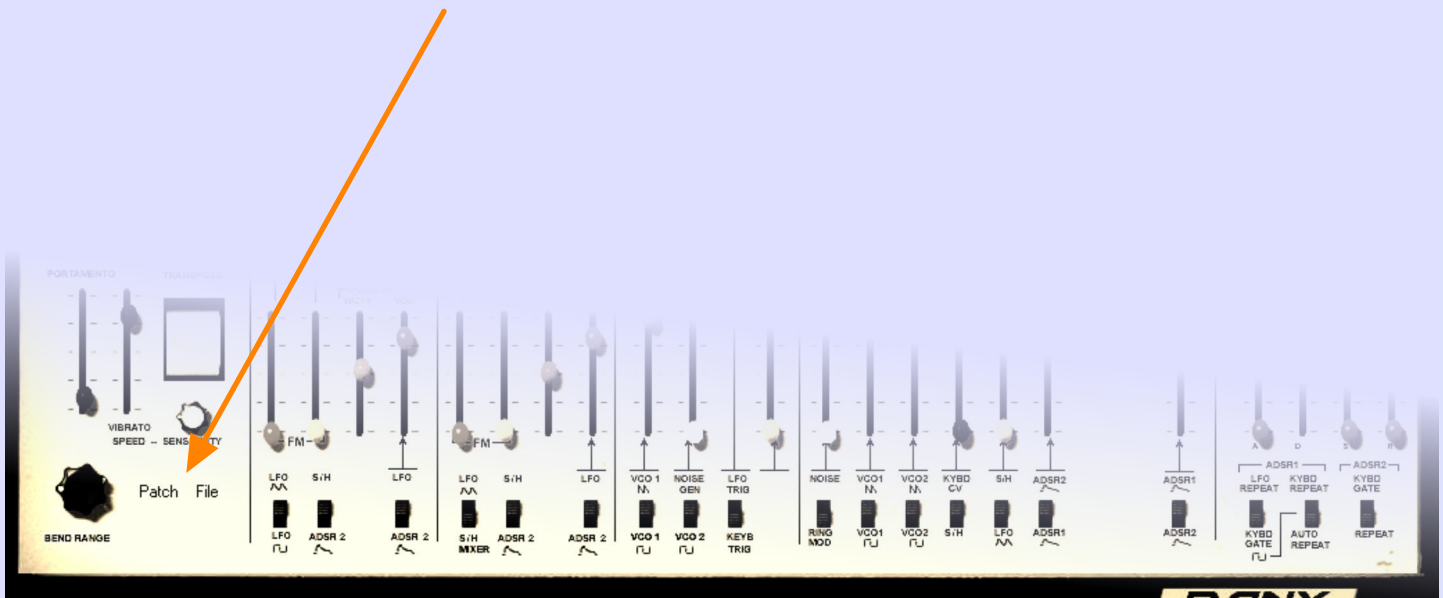 PORTAMENTO TRANSPOSE
VIBRATO
SPEED -- SENSITIVITY
FM FM A D S R
ADSR1 ADSR2
LFO S/H LFO LFO S/H LFO VCO 1 NOISE GEN LFO TRIG NOISE VCO1 VCO2 KYBD CV S/H ADSR2 ADSR1 LFO REPEAT KYBD REPEAT KYBD GATE
Patch File
BEND RANGE LFO ADSR 2 ADSR 2 S/H MIXER ADSR 2 ADSR 2 VCO 1 VCO 2 KEYB TRIG RING MOD VCO1 VCO2 S/H LFO ADSR1 ADSR2 KYBD GATE AUTO REPEAT REPEAT